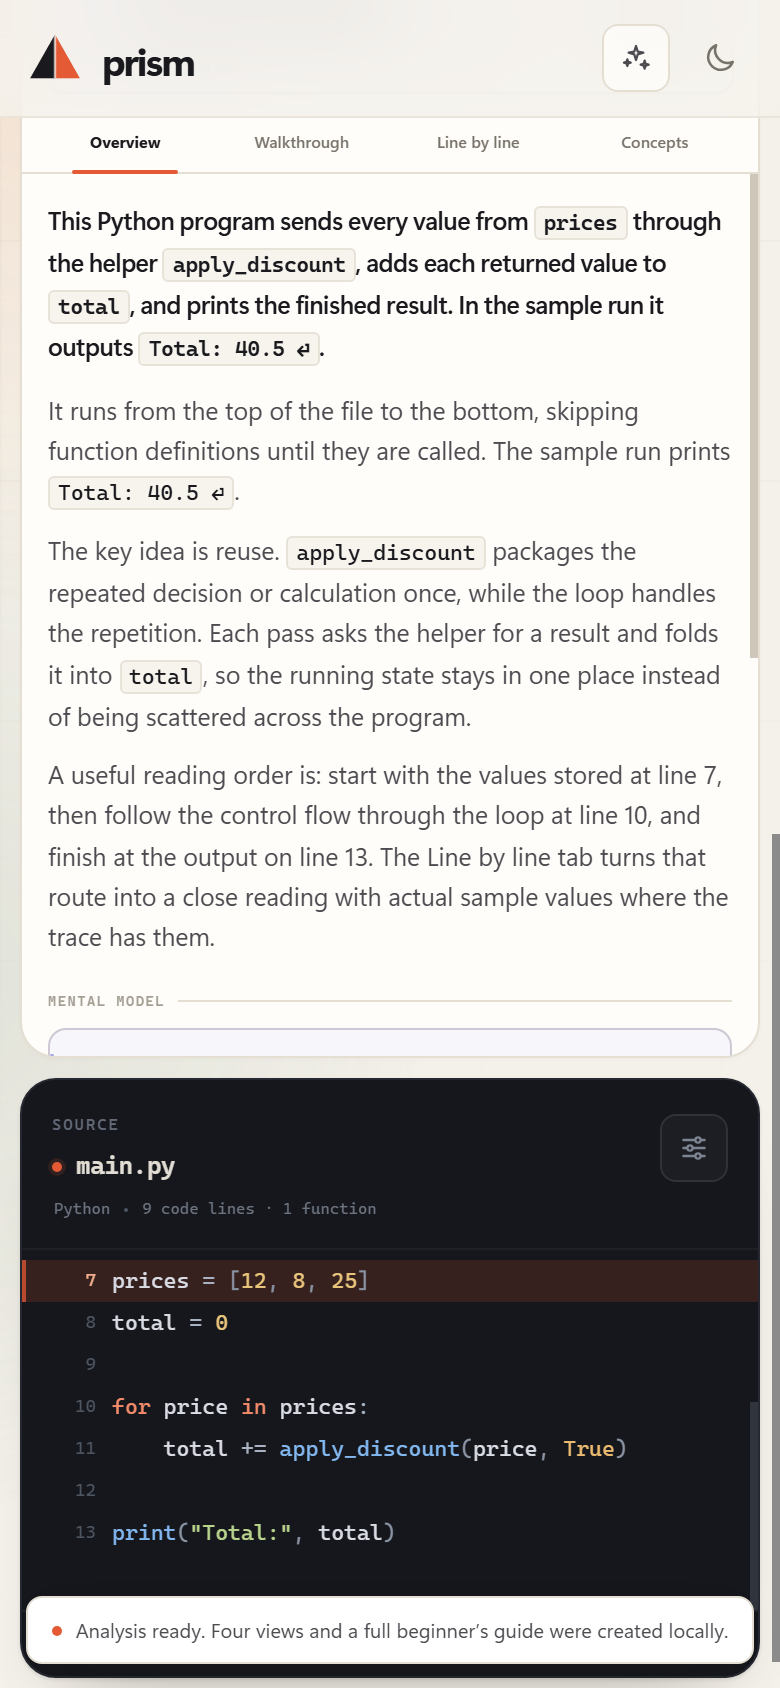 prism
Overview Walkthrough Line by line Concepts
This Python program sends every value from prices through
the helper apply_discount, adds each returned value to
total, and prints the finished result. In the sample run it
outputs Total: 40.5 ↵.
It runs from the top of the file to the bottom, skipping
function definitions until they are called. The sample run prints
Total: 40.5 ↵.
The key idea is reuse. apply_discount packages the
repeated decision or calculation once, while the loop handles
the repetition. Each pass asks the helper for a result and folds
it into total, so the running state stays in one place instead
of being scattered across the program.
A useful reading order is: start with the values stored at line 7,
then follow the control flow through the loop at line 10, and
finish at the output on line 13. The Line by line tab turns that
route into a close reading with actual sample values where the
trace has them.
MENTAL MODEL
SOURCE
main.py
Python • 9 code lines · 1 function
7 prices = [12, 8, 25]
8 total = 0
9
10 for price in prices:
11     total += apply_discount(price, True)
12
13 print("Total:", total)
Analysis ready. Four views and a full beginner’s guide were created locally.